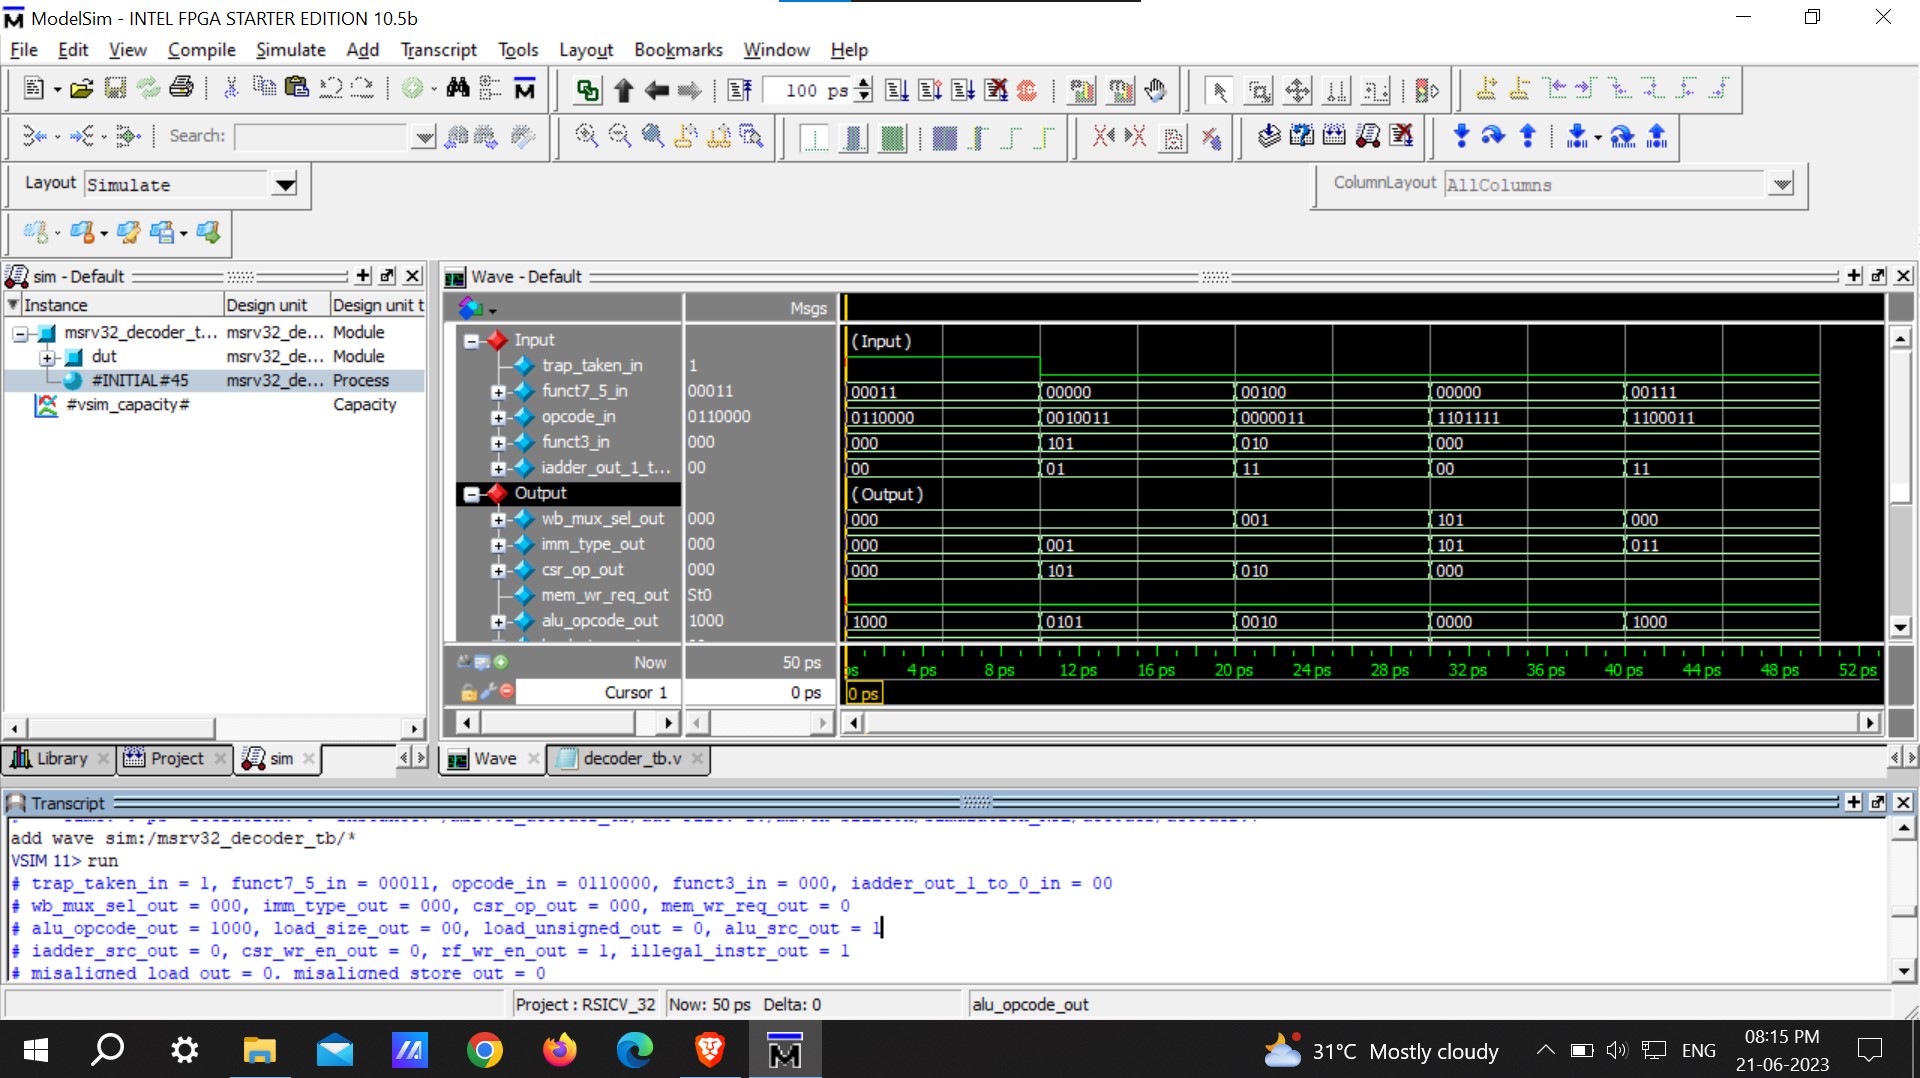 ModelSim - INTEL FPGA STARTER EDITION 10.5b
File Edit View Compile Simulate Add Transcript Tools Layout Bookmarks Window Help
100 ps
Search:
Layout Simulate
ColumnLayout AllColumns
sim - Default
Instance Design unit Design unit t
msrv32_decoder_t... msrv32_de... Module
dut msrv32_de... Module
#INITIAL#45 msrv32_de... Process
#vsim_capacity# Capacity
Wave - Default
Msgs
Input (Input)
trap_taken_in 1
funct7_5_in 00011 00011 00000 00100 00000 00111
opcode_in 0110000 0110000 0010011 0000011 1101111 1100011
funct3_in 000 000 101 010 000
iadder_out_1_t... 00 00 01 11 00 11
Output (Output)
wb_mux_sel_out 000 000 001 101 000
imm_type_out 000 000 001 101 011
csr_op_out 000 000 101 010 000
mem_wr_req_out St0
alu_opcode_out 1000 1000 0101 0010 0000 1000
Now 50 ps ps 4 ps 8 ps 12 ps 16 ps 20 ps 24 ps 28 ps 32 ps 36 ps 40 ps 44 ps 48 ps 52 ps
Cursor 1 0 ps 0 ps
Library Project sim
Wave decoder_tb.v
Transcript
add wave sim:/msrv32_decoder_tb/*
VSIM 11> run
# trap_taken_in = 1, funct7_5_in = 00011, opcode_in = 0110000, funct3_in = 000, iadder_out_1_to_0_in = 00
# wb_mux_sel_out = 000, imm_type_out = 000, csr_op_out = 000, mem_wr_req_out = 0
# alu_opcode_out = 1000, load_size_out = 00, load_unsigned_out = 0, alu_src_out = 1
# iadder_src_out = 0, csr_wr_en_out = 0, rf_wr_en_out = 1, illegal_instr_out = 1
# misaligned_load_out = 0, misaligned_store_out = 0
Project : RSICV_32 Now: 50 ps Delta: 0 alu_opcode_out
31°C Mostly cloudy ENG 08:15 PM
21-06-2023